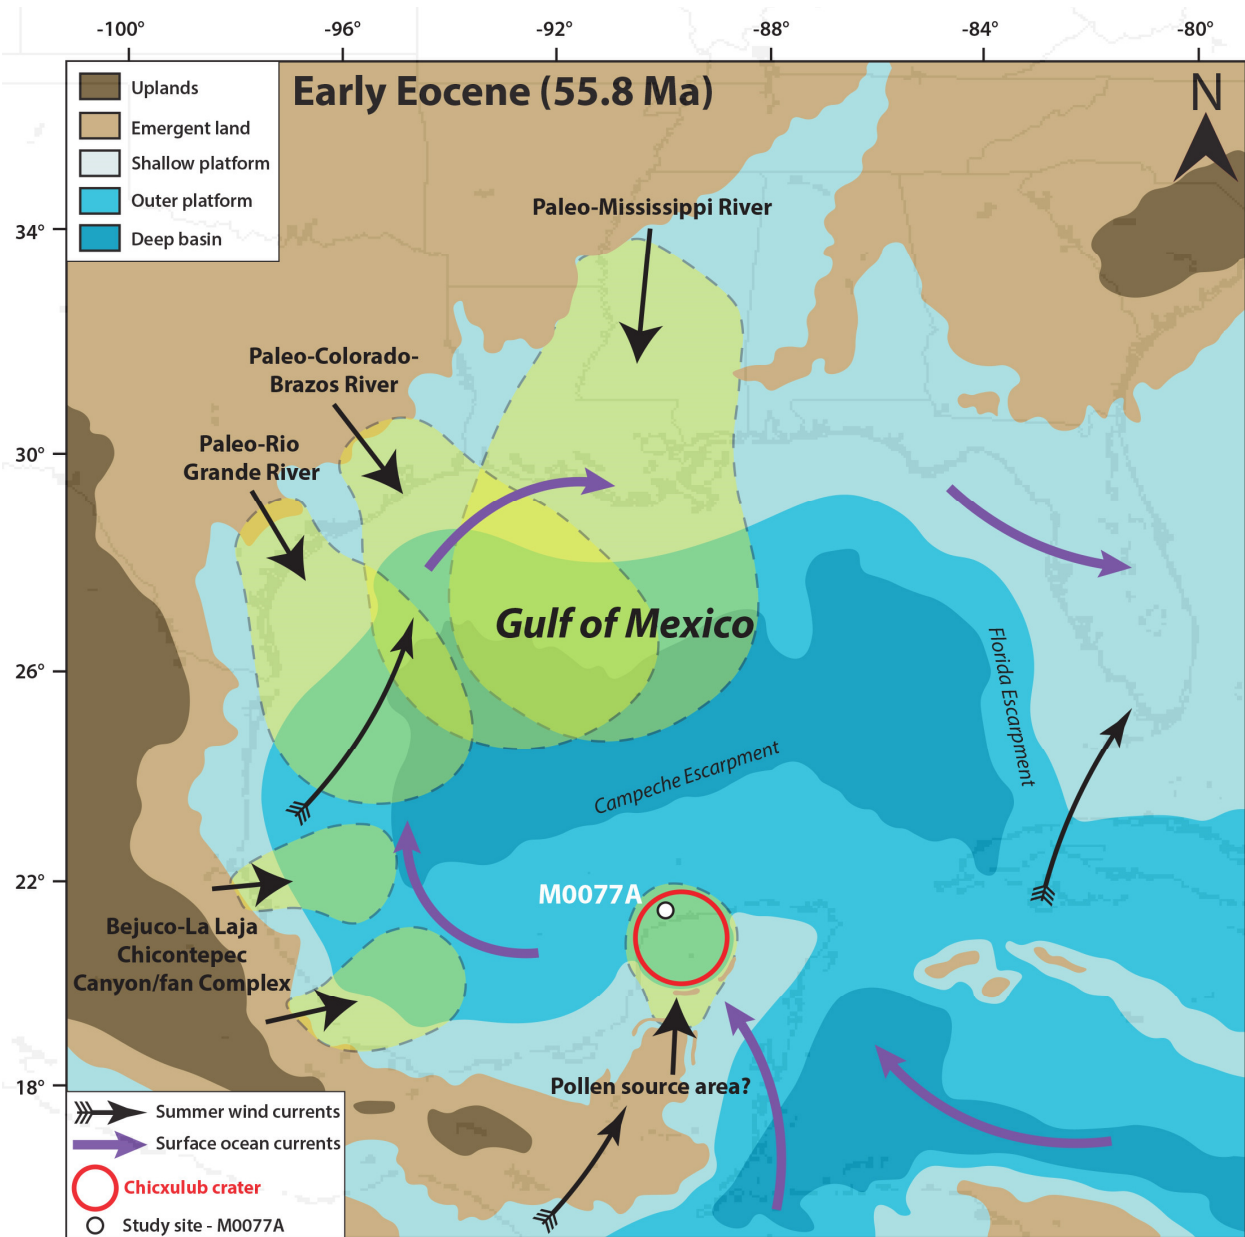 -100°
-96°
-92°
-88°
-84°
-80°
Uplands
Emergent land
Shallow platform
Outer platform
Deep basin
Early Eocene (55.8 Ma)
N
34°
30°
26°
22°
18°
Paleo-Mississippi River
Paleo-Colorado-
Brazos River
Paleo-Rio
Grande River
Gulf of Mexico
Florida Escarpment
Campeche Escarpment
M0077A
Bejuco-La Laja
Chicontepec
Canyon/fan Complex
Pollen source area?
Summer wind currents
Surface ocean currents
Chicxulub crater
Study site - M0077A